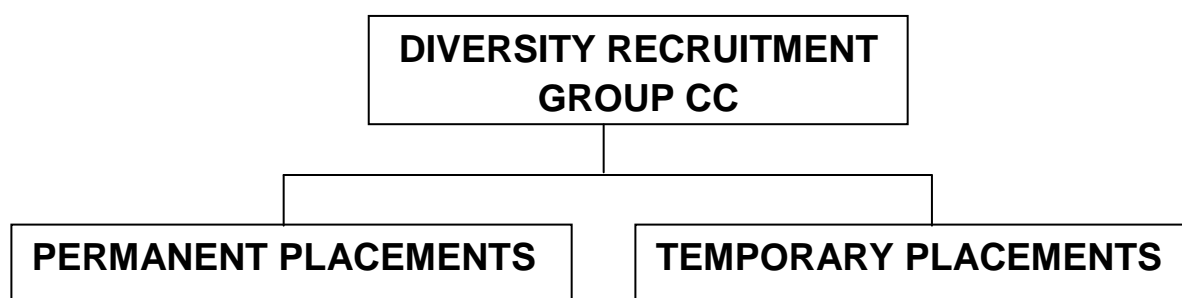 DIVERSITY RECRUITMENT
GROUP CC
PERMANENT PLACEMENTS
TEMPORARY PLACEMENTS